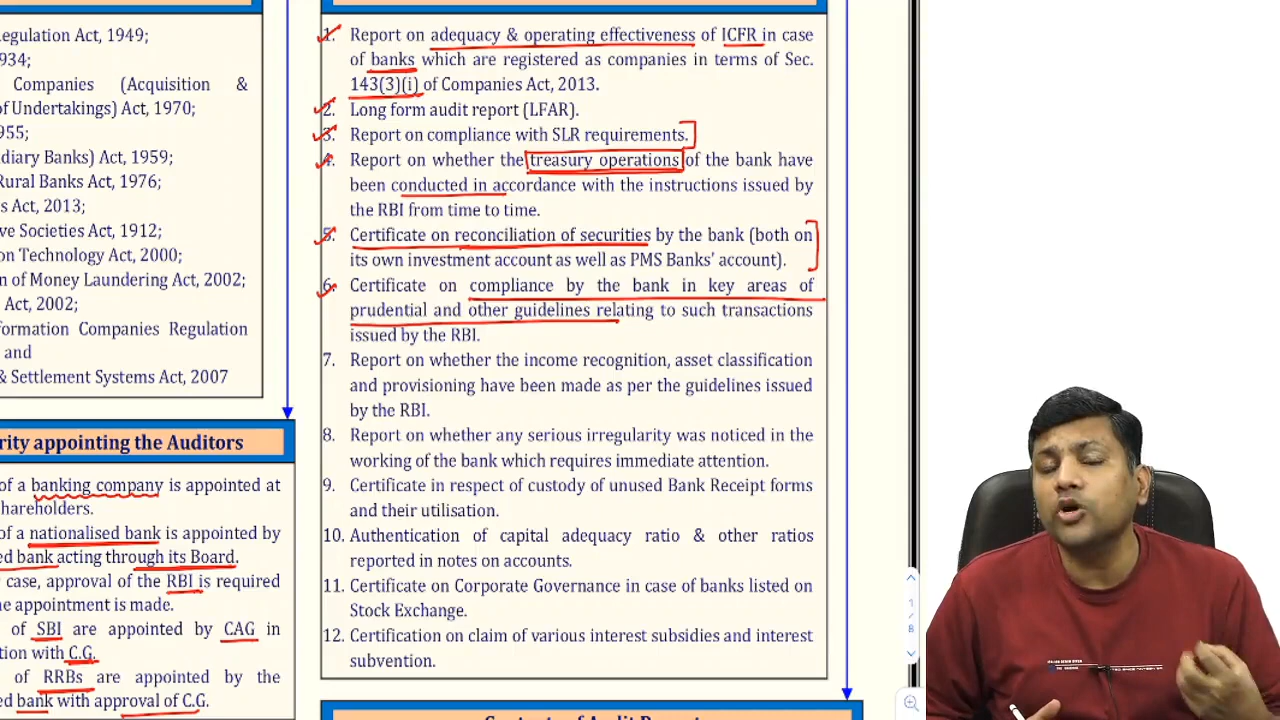 egulation Act, 1949;
934;
Companies (Acquisition &
of Undertakings) Act, 1970;
955;
diary Banks) Act, 1959;
Rural Banks Act, 1976;
s Act, 2013;
ve Societies Act, 1912;
on Technology Act, 2000;
n of Money Laundering Act, 2002;
Act, 2002;
formation Companies Regulation
and
& Settlement Systems Act, 2007
rity appointing the Auditors
of a banking company is appointed at
hareholders.
of a nationalised bank is appointed by
ed bank acting through its Board.
case, approval of the RBI is required
e appointment is made.
of SBI are appointed by CAG in
tion with C.G.
of RRBs are appointed by the
ed bank with approval of C.G.
1. Report on adequacy & operating effectiveness of ICFR in case
of banks which are registered as companies in terms of Sec.
143(3)(i) of Companies Act, 2013.
2. Long form audit report (LFAR).
3. Report on compliance with SLR requirements.
4. Report on whether the treasury operations of the bank have
been conducted in accordance with the instructions issued by
the RBI from time to time.
5. Certificate on reconciliation of securities by the bank (both on
its own investment account as well as PMS Banks' account).
6. Certificate on compliance by the bank in key areas of
prudential and other guidelines relating to such transactions
issued by the RBI.
7. Report on whether the income recognition, asset classification
and provisioning have been made as per the guidelines issued
by the RBI.
8. Report on whether any serious irregularity was noticed in the
working of the bank which requires immediate attention.
9. Certificate in respect of custody of unused Bank Receipt forms
and their utilisation.
10. Authentication of capital adequacy ratio & other ratios
reported in notes on accounts.
11. Certificate on Corporate Governance in case of banks listed on
Stock Exchange.
12. Certification on claim of various interest subsidies and interest
subvention.
1
/
8